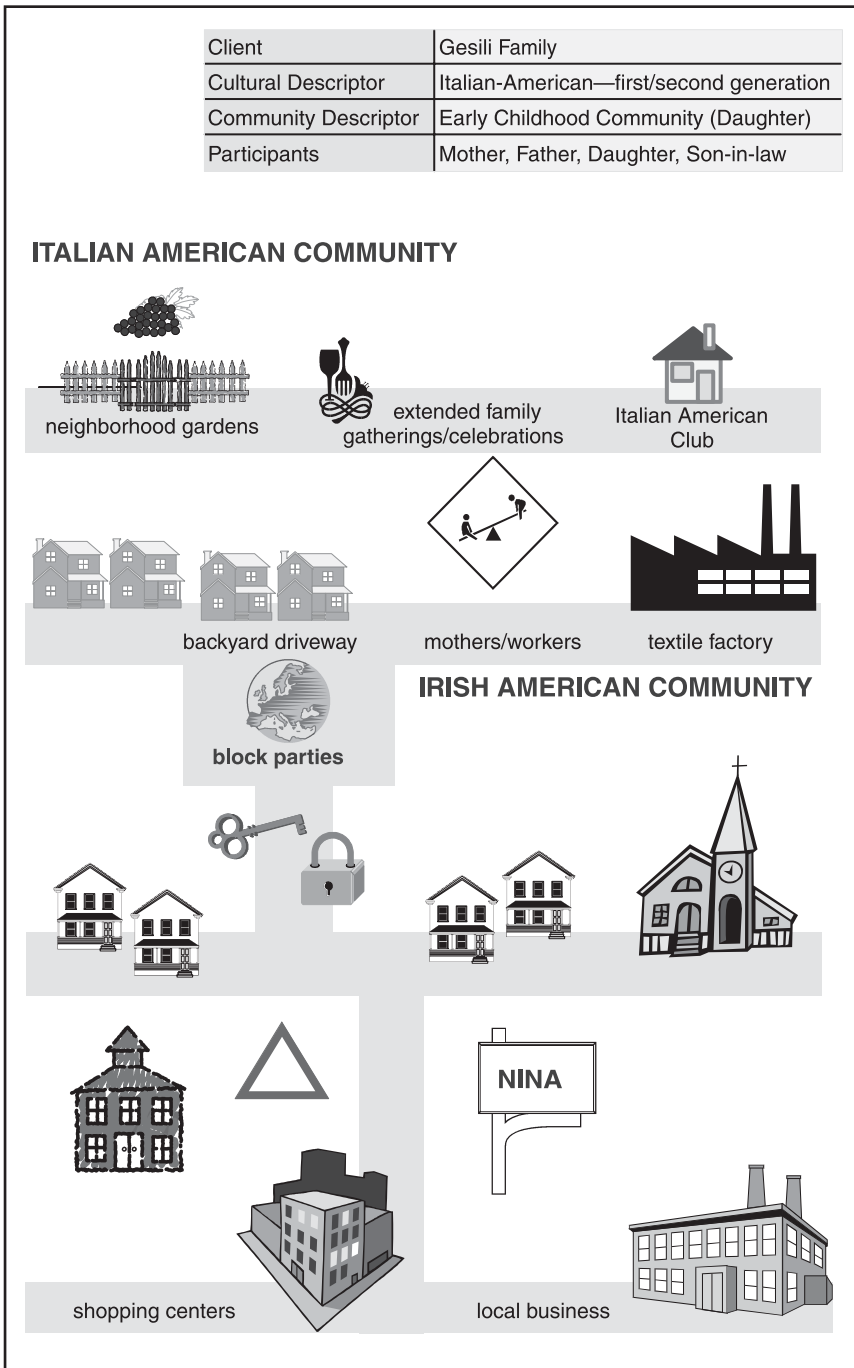 Client Gesili Family
Cultural Descriptor Italian-American—first/second generation
Community Descriptor Early Childhood Community (Daughter)
Participants Mother, Father, Daughter, Son-in-law
ITALIAN AMERICAN COMMUNITY
neighborhood gardens
extended family
gatherings/celebrations
Italian American
Club
backyard driveway
mothers/workers
textile factory
IRISH AMERICAN COMMUNITY
block parties
NINA
shopping centers
local business